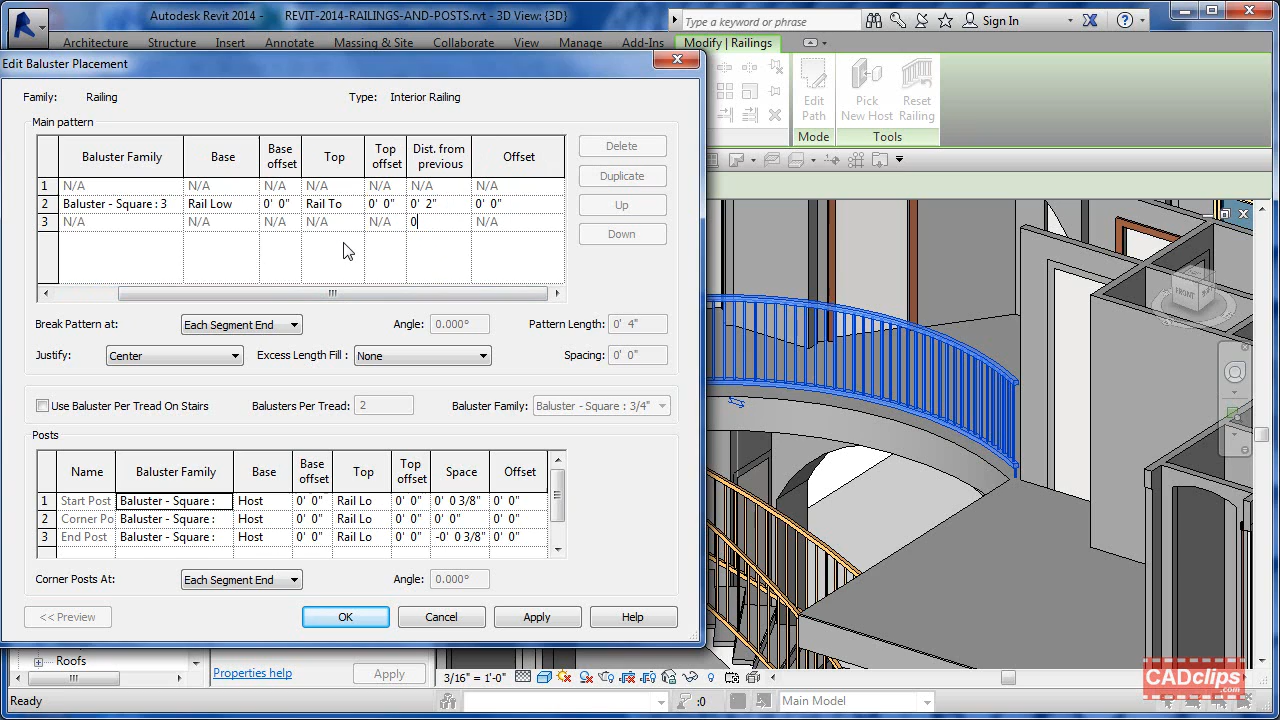 Autodesk Revit 2014 - REVIT-2014-RAILINGS-AND-POSTS.rvt - 3D View: {3D}
Type a keyword or phrase
Sign In
Architecture Structure Insert Annotate Massing & Site Collaborate View Manage Add-Ins Modify | Railings
Edit Baluster Placement
Family: Railing Type: Interior Railing
Main pattern
Baluster Family Base Base offset Top Top offset Dist. from previous Offset
1 N/A N/A N/A N/A N/A N/A N/A
2 Baluster - Square : 3 Rail Low 0' 0" Rail To 0' 0" 0' 2" 0' 0"
3 N/A N/A N/A N/A N/A 0 N/A
Delete
Duplicate
Up
Down
Break Pattern at: Each Segment End Angle: 0.000° Pattern Length: 0' 4"
Justify: Center Excess Length Fill : None Spacing: 0' 0"
Use Baluster Per Tread On Stairs Balusters Per Tread: 2 Baluster Family: Baluster - Square : 3/4"
Posts
Name Baluster Family Base Base offset Top Top offset Space Offset
1 Start Post Baluster - Square : Host 0' 0" Rail Lo 0' 0" 0' 0 3/8" 0' 0"
2 Corner Po Baluster - Square : Host 0' 0" Rail Lo 0' 0" 0' 0" 0' 0"
3 End Post Baluster - Square : Host 0' 0" Rail Lo 0' 0" -0' 0 3/8" 0' 0"
Corner Posts At: Each Segment End Angle: 0.000°
<< Preview OK Cancel Apply Help
Edit Path
Pick New Host
Reset Railing
Mode Tools
FRONT
Roofs
Properties help Apply
3/16" = 1'-0"
Ready
:0 Main Model
CADclips
.com